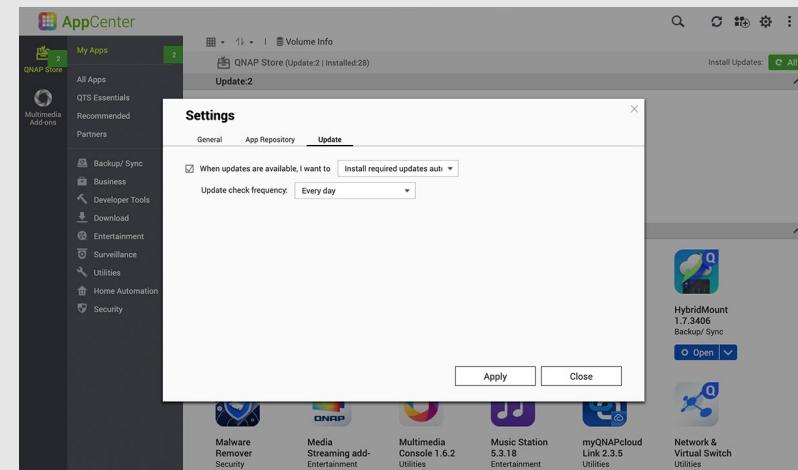 AppCenter
Volume Info
2
QNAP Store
My Apps
2
QNAP Store (Update:2 | Installed:28)
Install Updates:
All
All Apps
Update:2
QTS Essentials
Multimedia
Add-ons
Recommended
Partners
Settings
General
App Repository
Update
When updates are available, I want to
Install required updates
Update check frequency:
Every day
Backup/ Sync
Business
Developer Tools
Download
Entertainment
Surveillance
Utilities
Home Automation
Security
HybridMount
1.7.3406
Backup/ Sync
Open
Apply
Close
QNAP
Malware
Remover
Security
Media
Streaming add-
Entertainment
Multimedia
Console 1.6.2
Utilities
Music Station
5.3.18
Entertainment
myQNAPcloud
Link 2.3.5
Utilities
Network &
Virtual Switch
Utilities